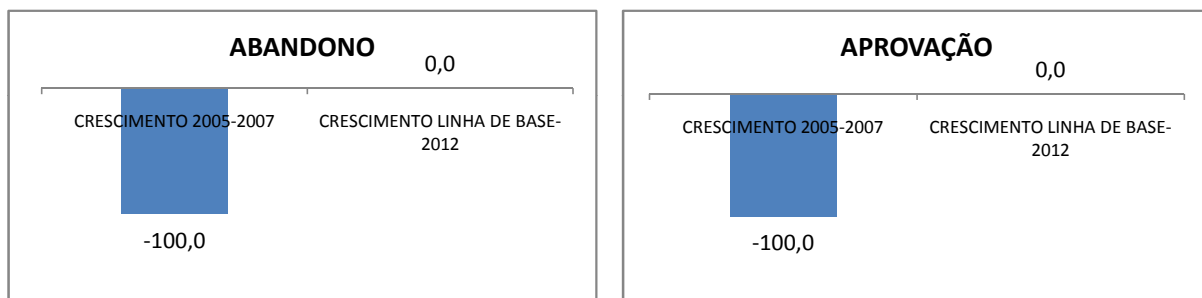 ABANDONO
0,0
CRESCIMENTO 2005-2007
CRESCIMENTO LINHA DE BASE-
2012
-100,0
APROVAÇÃO
0,0
CRESCIMENTO 2005-2007
CRESCIMENTO LINHA DE BASE-
2012
-100,0